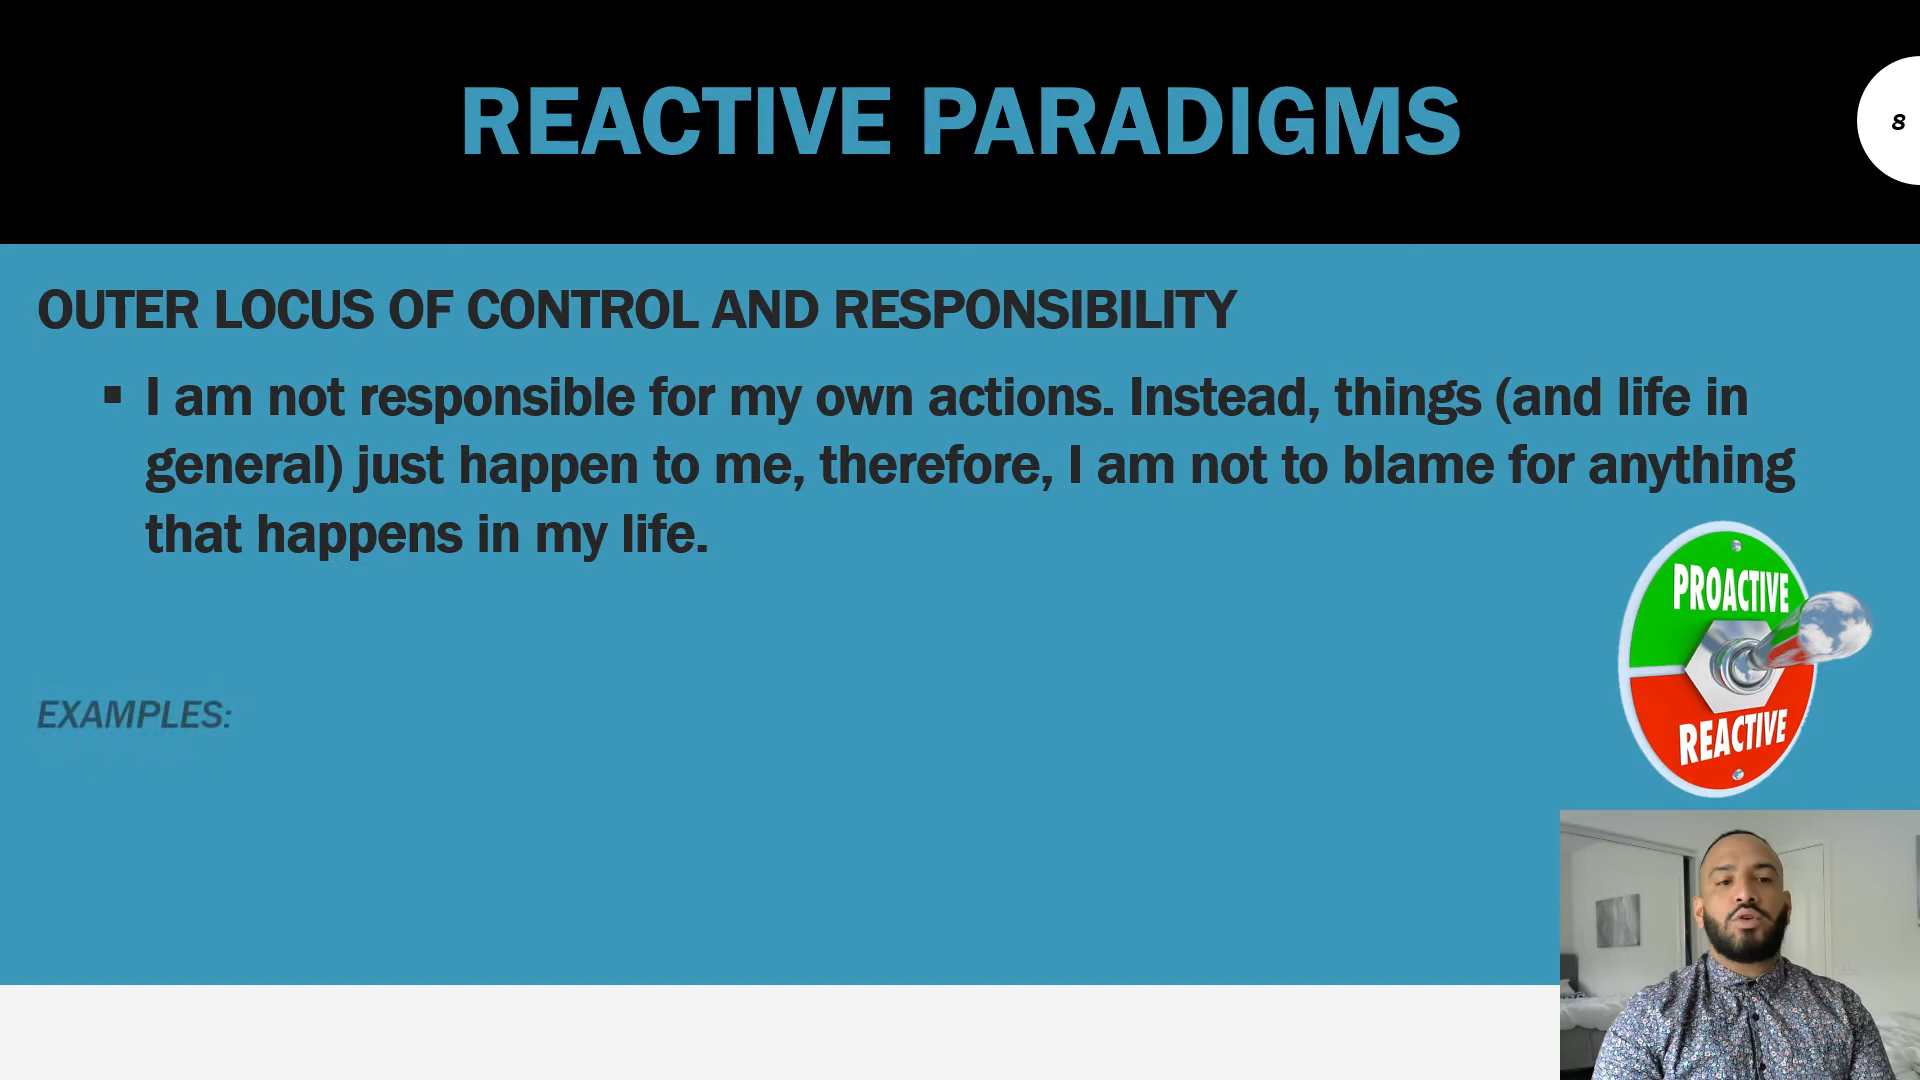 REACTIVE PARADIGMS
8
OUTER LOCUS OF CONTROL AND RESPONSIBILITY
▪ I am not responsible for my own actions. Instead, things (and life in
general) just happen to me, therefore, I am not to blame for anything
that happens in my life.
PROACTIVE
REACTIVE
EXAMPLES: